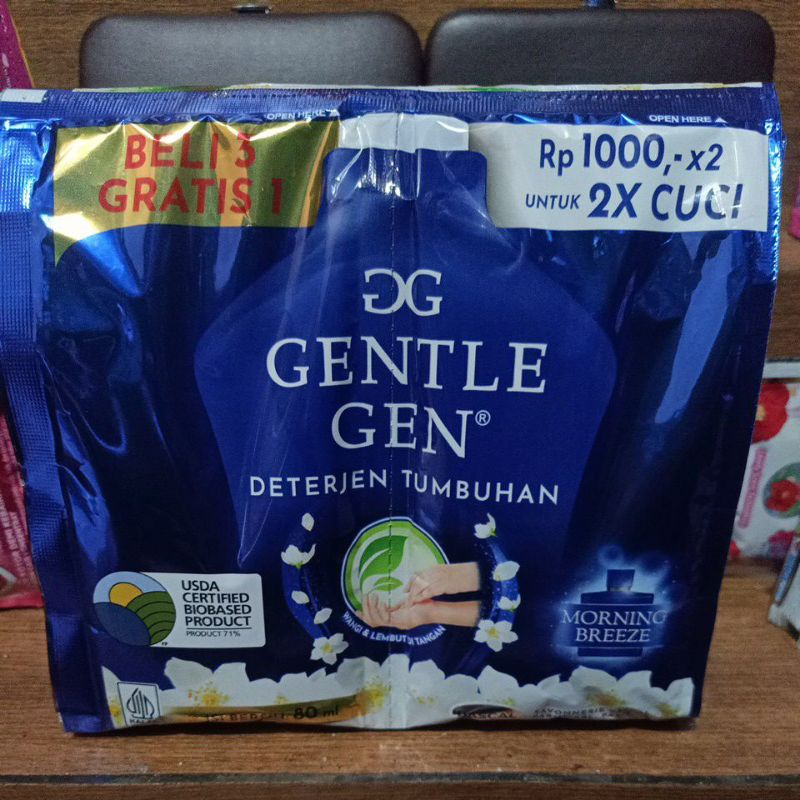 OPEN HERE
OPEN HERE
BELI 3
GRATIS 1
Rp 1000,- x2
UNTUK 2X CUCI
GG
GENTLE
GEN®
DETERJEN TUMBUHAN
USDA
CERTIFIED
BIOBASED
PRODUCT
PRODUCT 71%
WANGI & LEMBUT DI TANGAN
MORNING
BREEZE
80 ml